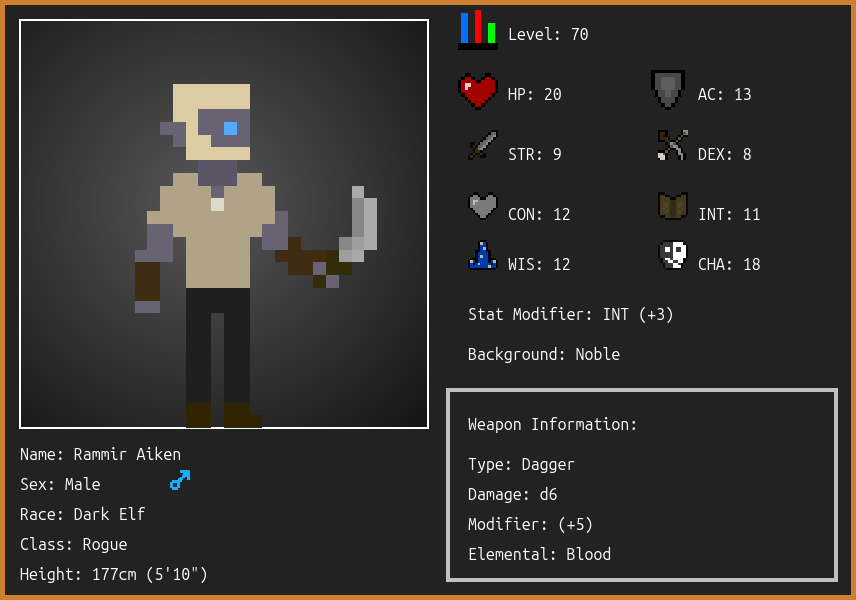 Level: 70
HP: 20
AC: 13
STR: 9
DEX: 8
CON: 12
INT: 11
WIS: 12
CHA: 18
Stat Modifier: INT (+3)
Background: Noble
Weapon Information:
Type: Dagger
Damage: d6
Modifier: (+5)
Elemental: Blood
Name: Rammir Aiken
Sex: Male
Race: Dark Elf
Class: Rogue
Height: 177cm (5'10")